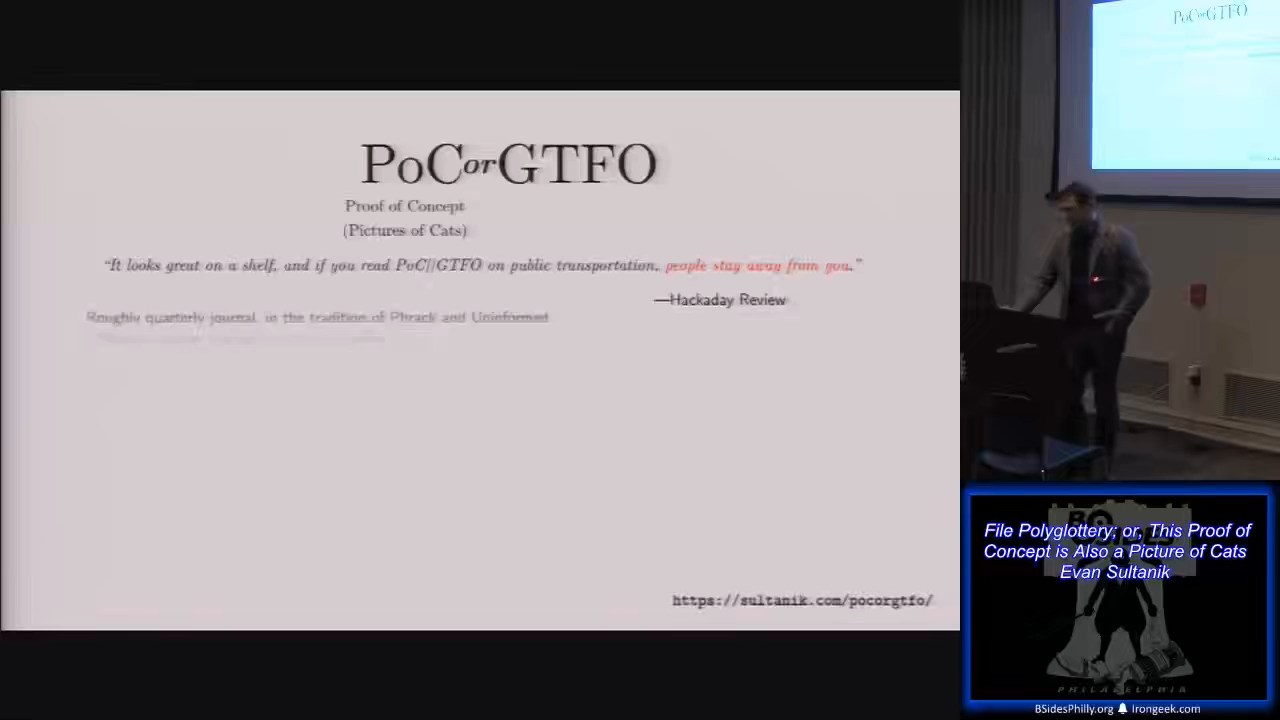 PoCorGTFO
Proof of Concept
(Pictures of Cats)
“It looks great on a shelf, and if you read PoC||GTFO on public transportation, people stay away from you.”
—Hackaday Review
Roughly quarterly journal, in the tradition of Phrack and Uninformed
https://sultanik.com/pocorgtfo/
PoCorGTFO
File Polyglottery; or, This Proof of
Concept is Also a Picture of Cats
Evan Sultanik
PHILADELPHIA
BSidesPhilly.org Irongeek.com